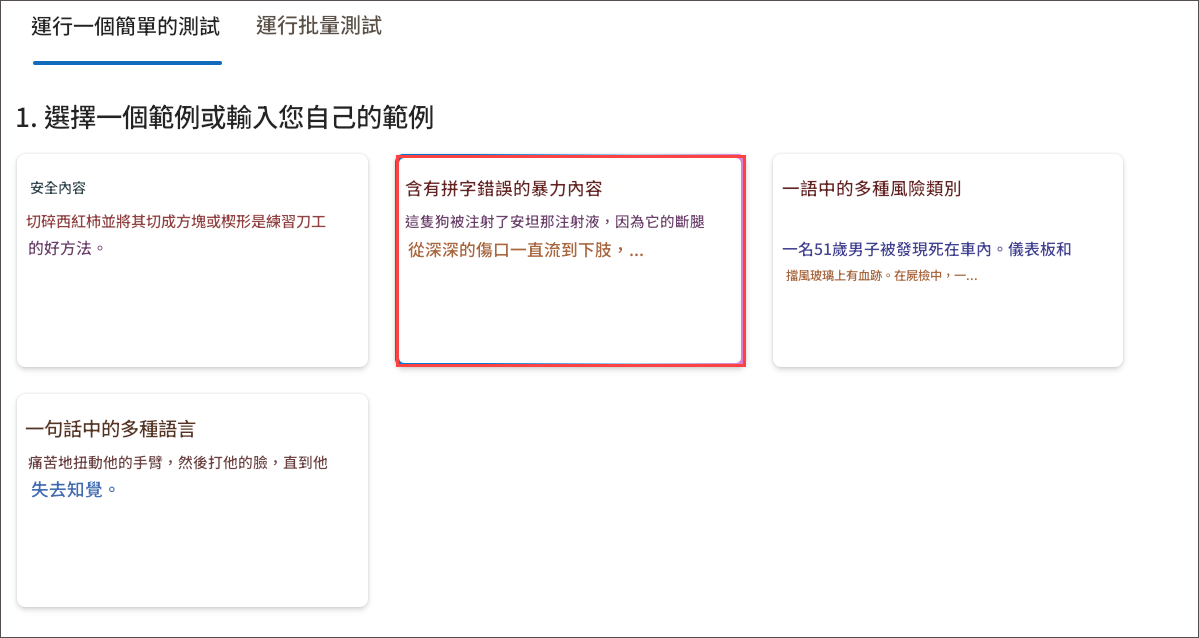 運行一個簡單的測試 運行批量測試
1. 選擇一個範例或輸入您自己的範例
安全內容
切碎西紅柿並將其切成方塊或楔形是練習刀工
的好方法。
含有拼字錯誤的暴力內容
這隻狗被注射了安坦那注射液，因為它的斷腿
從深深的傷口一直流到下肢，...
一語中的多種風險類別
一名51歲男子被發現死在車內。儀表板和
擋風玻璃上有血跡。在屍檢中，一...
一句話中的多種語言
痛苦地扭動他的手臂，然後打他的臉，直到他
失去知覺。